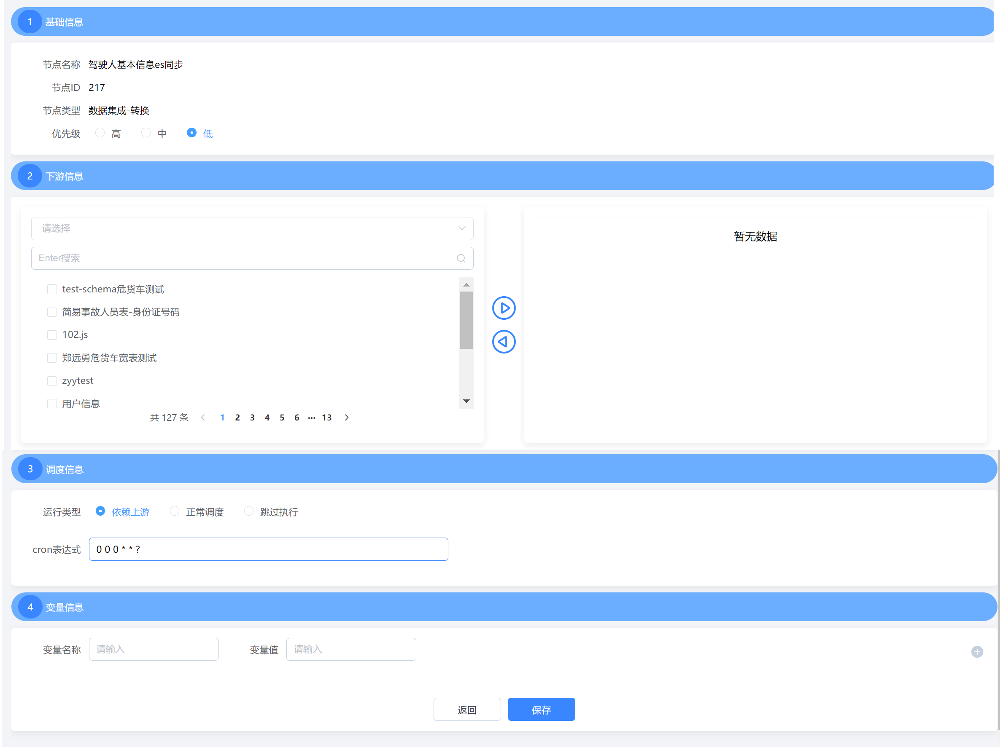 1 基础信息
节点名称 驾驶人基本信息es同步
节点ID 217
节点类型 数据集成-转换
优先级 高 中 低
2 下游信息
请选择
暂无数据
Enter搜索
test-schema危货车测试
简易事故人员表-身份证号码
102.js
郑远勇危货车宽表测试
zyytest
用户信息
共 127 条 1 2 3 4 5 6 ··· 13
3 调度信息
运行类型 依赖上游 正常调度 跳过执行
cron表达式 0 0 0 * * ?
4 变量信息
变量名称 请输入 变量值 请输入
返回 保存